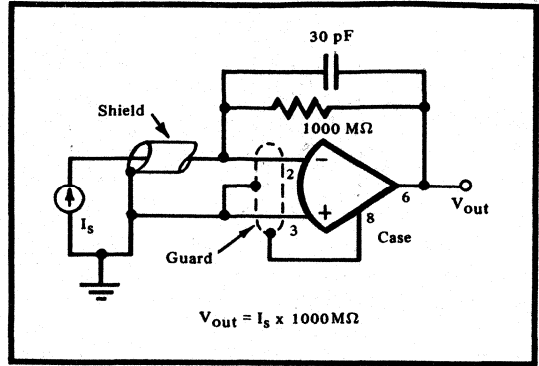 30 pF
Shield
1000 MΩ
2
−
6
Vout
Is
+
8
3
Case
Guard
Vout = Is x 1000MΩ